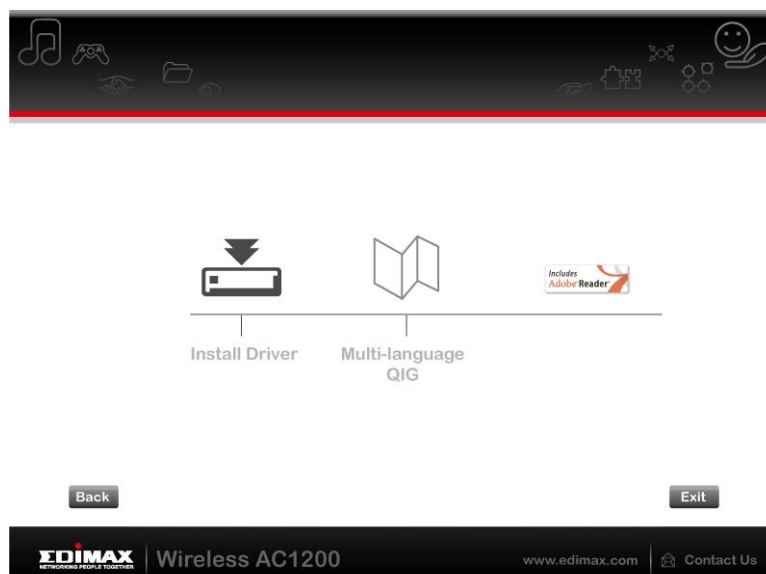 Includes
Adobe Reader
Install Driver
Multi-language
QIG
Back
Exit
EDIMAX
NETWORKING PEOPLE TOGETHER
Wireless AC1200
www.edimax.com
Contact Us